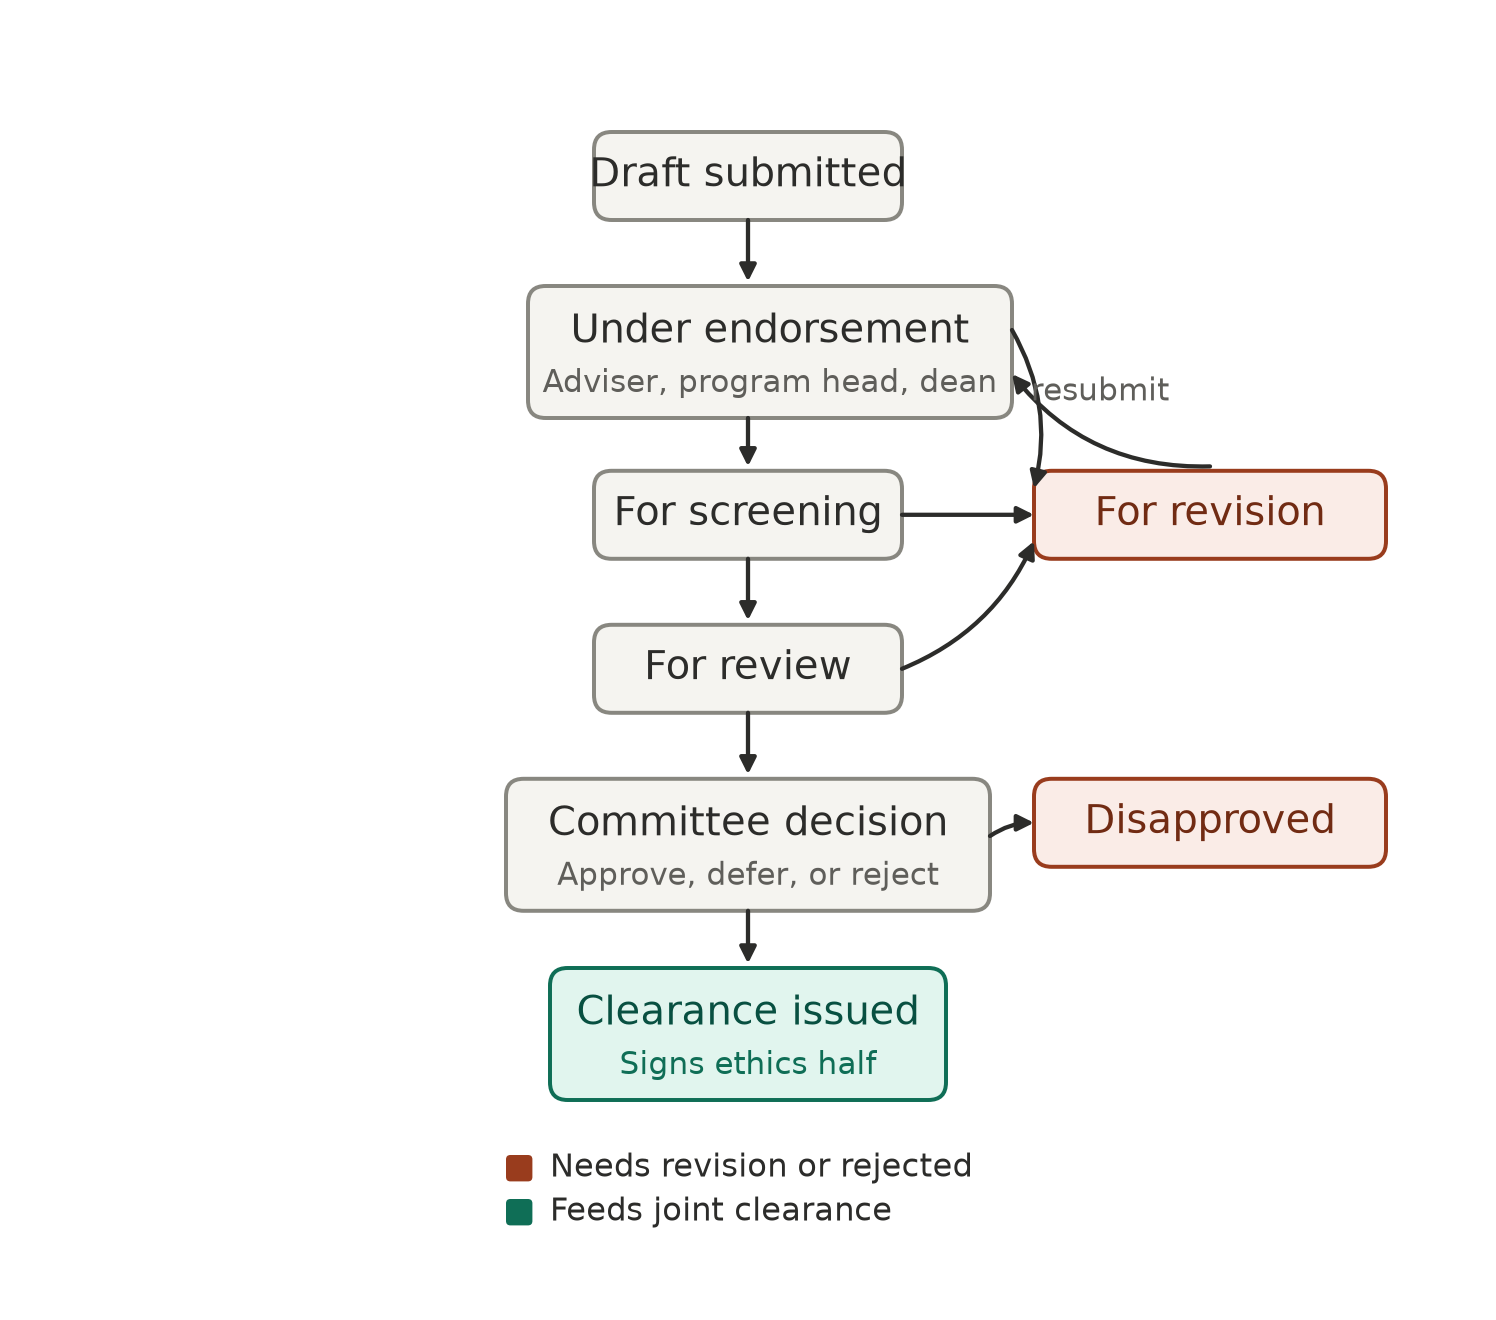 Draft submitted
Under endorsement
Adviser, program head, dean
resubmit
For screening
For revision
For review
Committee decision
Approve, defer, or reject
Disapproved
Clearance issued
Signs ethics half
Needs revision or rejected
Feeds joint clearance